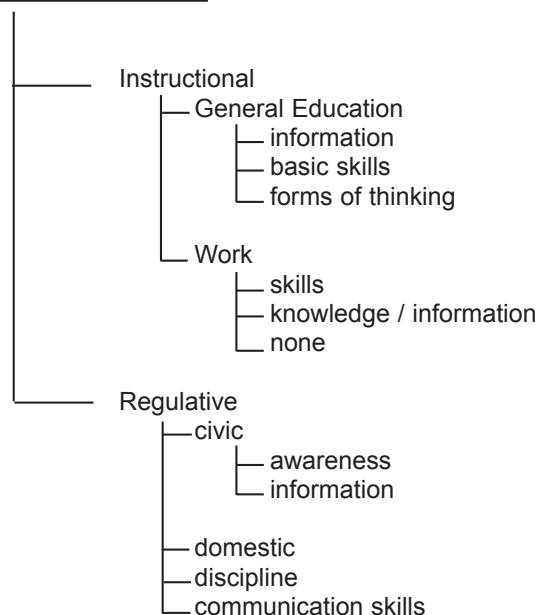 Instructional
General Education
information
basic skills
forms of thinking
Work
skills
knowledge / information
none
Regulative
civic
awareness
information
domestic
discipline
communication skills